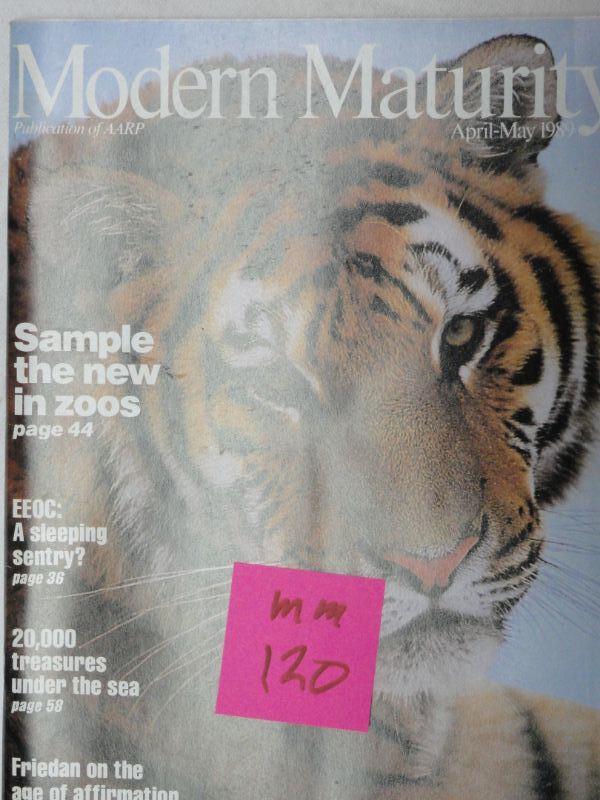 Modern Maturity
Publication of AARP
April-May 1989
Sample
the new
in zoos
page 44
EEOC:
A sleeping
sentry?
page 36
mm
120
20,000
treasures
under the sea
page 58
Friedan on the
age of affirmation